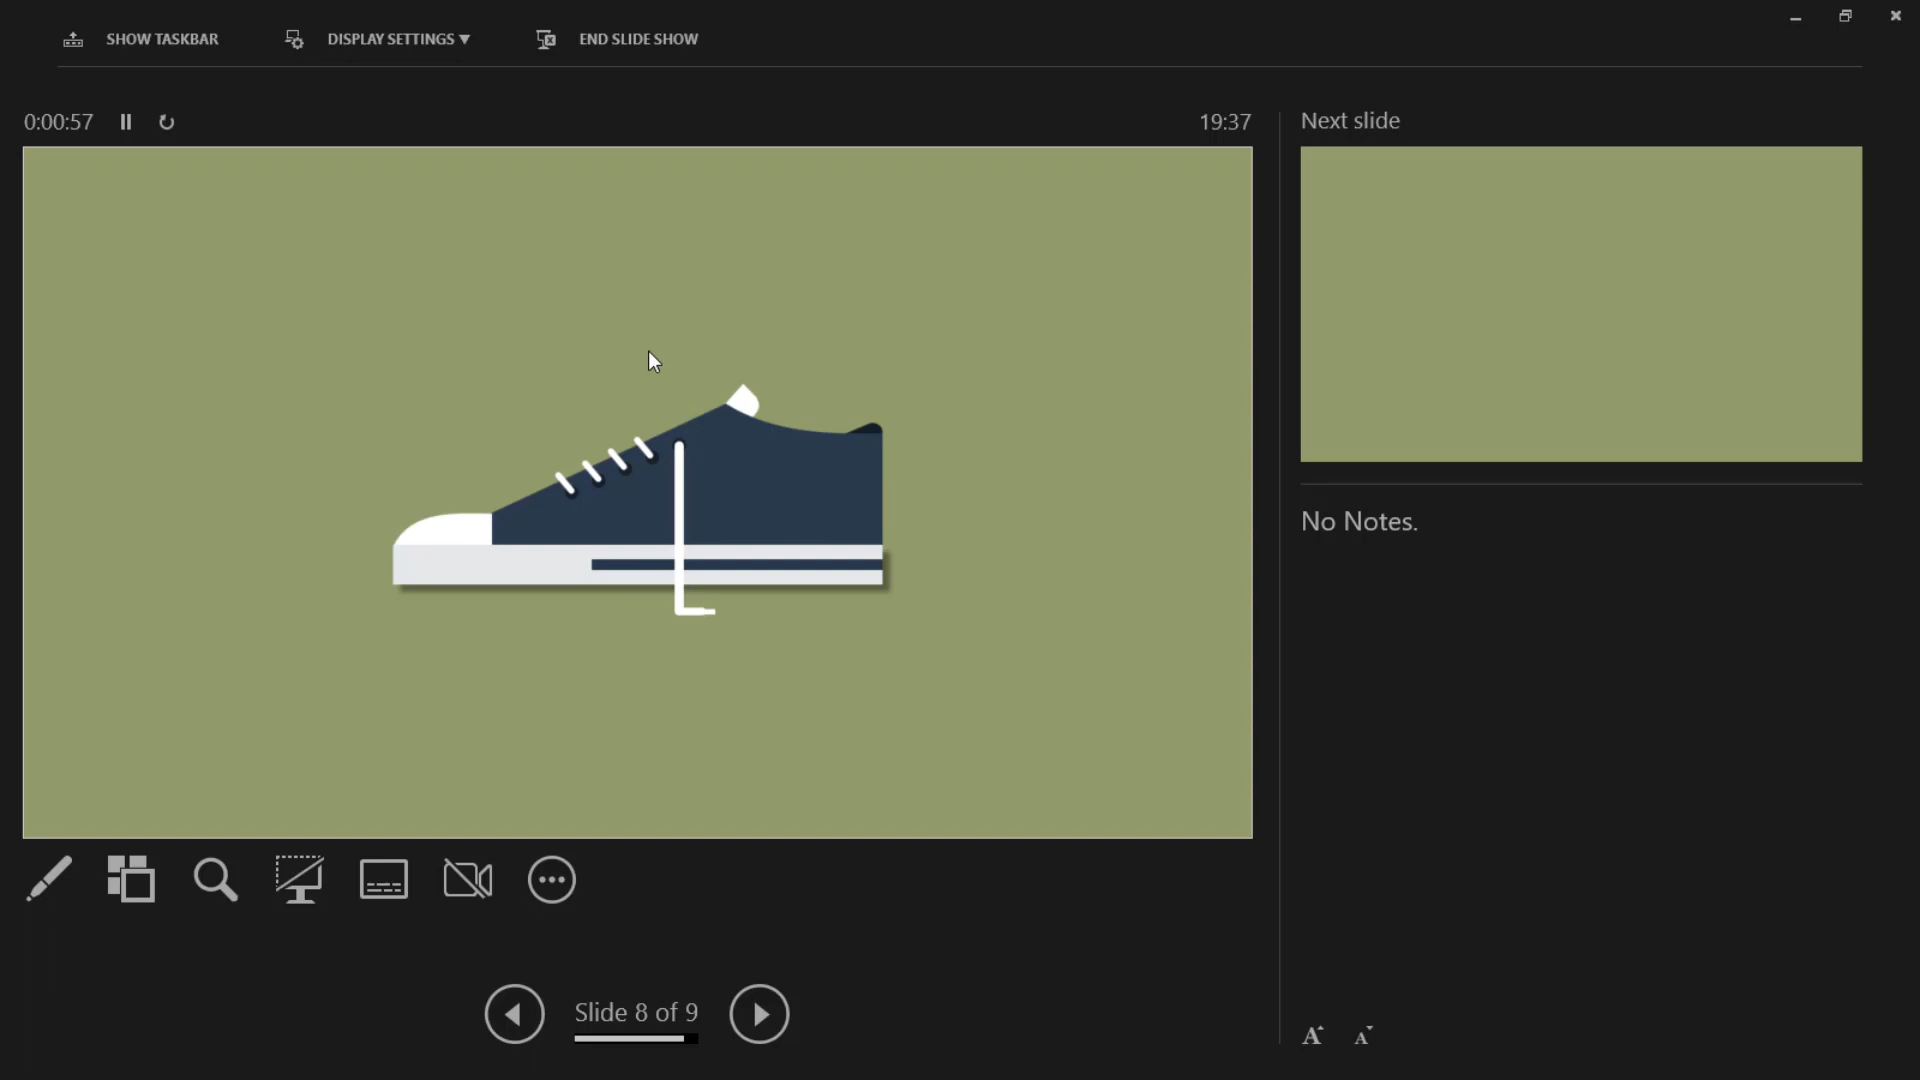 SHOW TASKBAR
DISPLAY SETTINGS ▼
END SLIDE SHOW
0:00:57
19:37
Next slide
No Notes.
Slide 8 of 9
A A